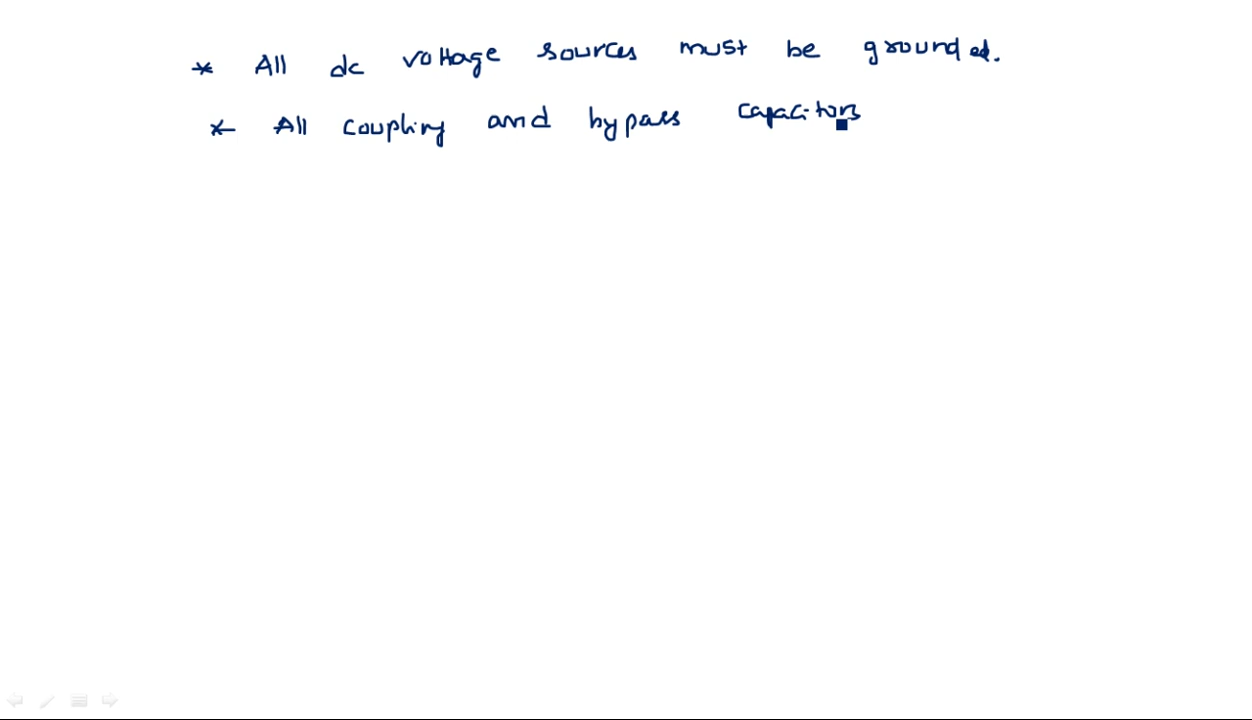 * All dc voltage sources must be grounded.
* All coupling and bypass capacitors